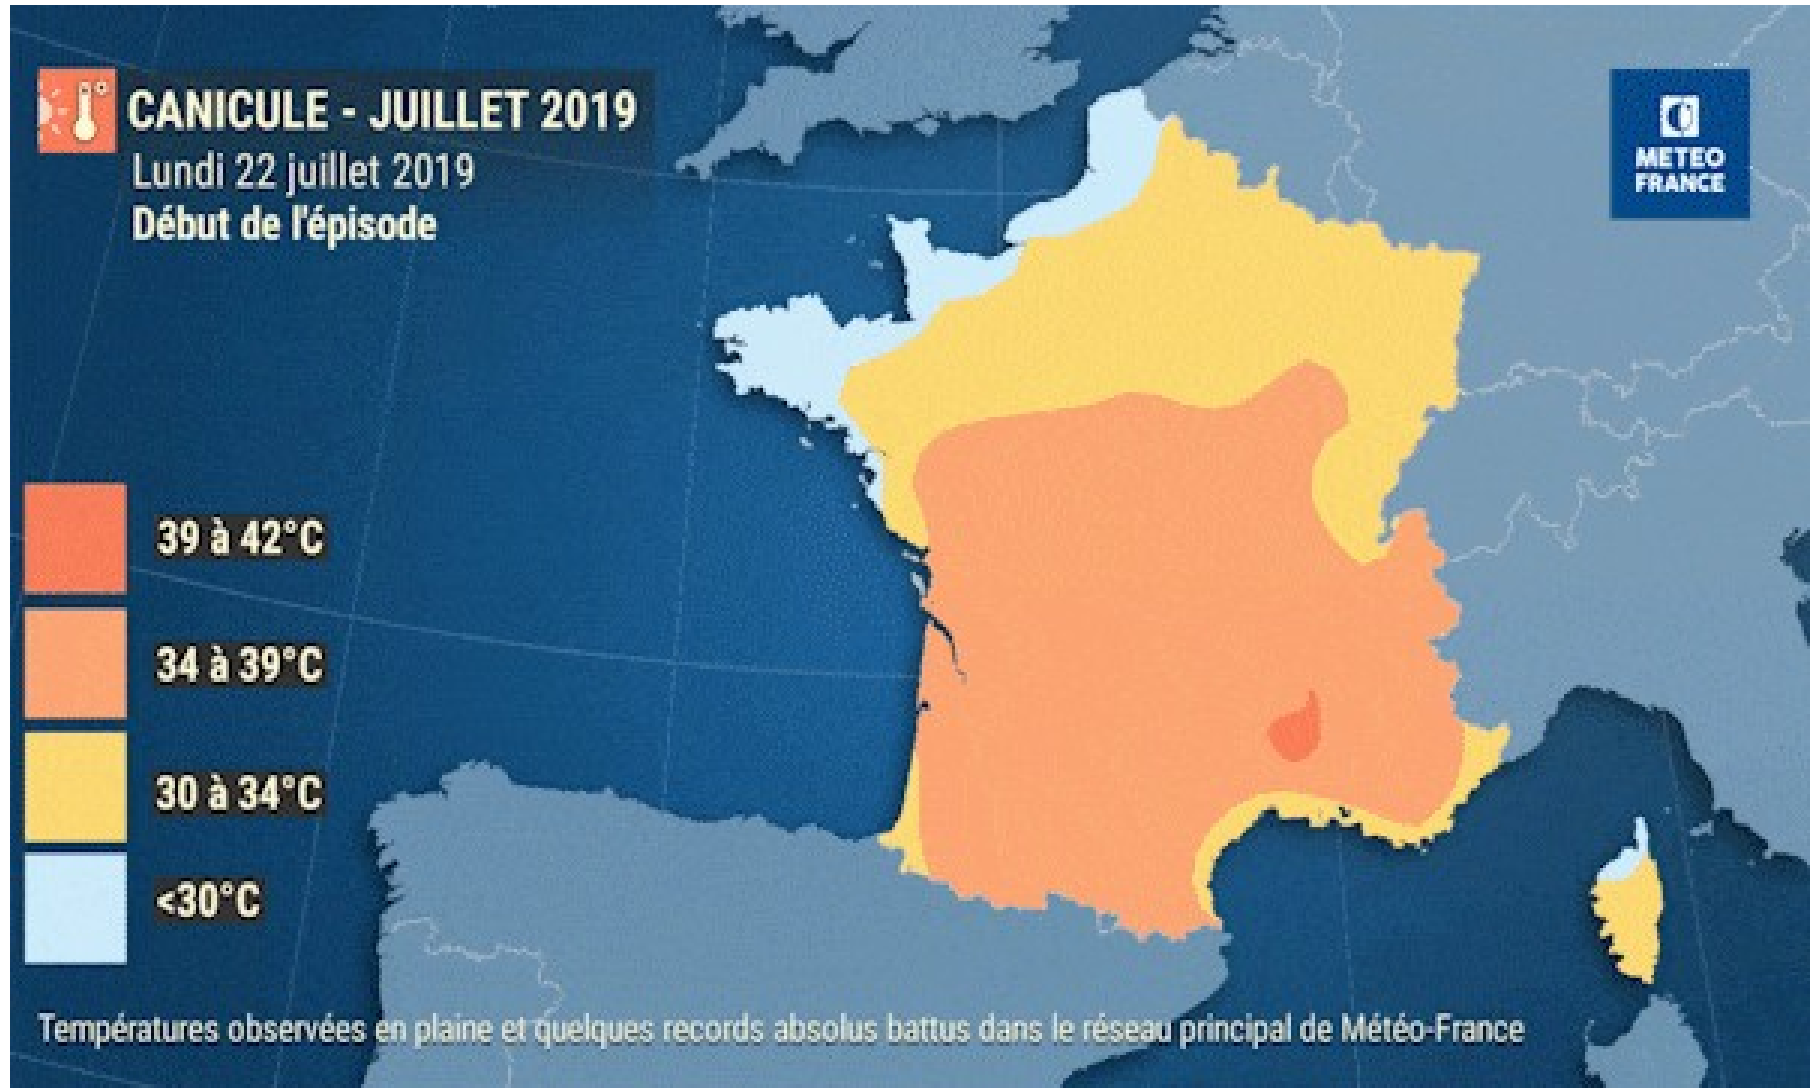 CANICULE - JUILLET 2019
Lundi 22 juillet 2019
Début de l'épisode
METEO
FRANCE
39 à 42°C
34 à 39°C
30 à 34°C
<30°C
Températures observées en plaine et quelques records absolus battus dans le réseau principal de Météo-France